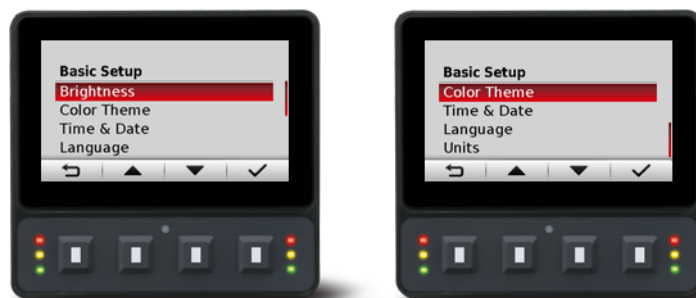 Basic Setup
Brightness
Color Theme
Time & Date
Language
Basic Setup
Color Theme
Time & Date
Language
Units